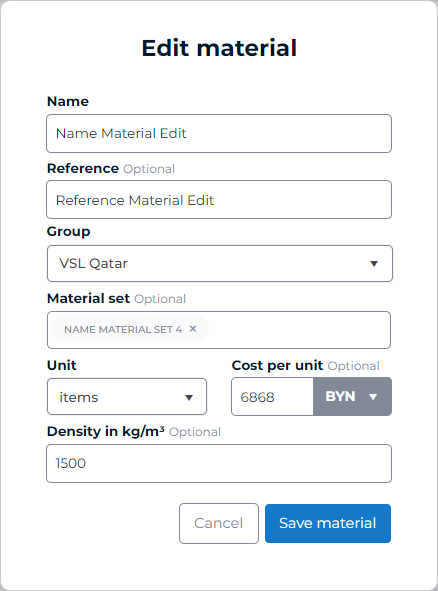 Edit material
Name
Name Material Edit
Reference Optional
Reference Material Edit
Group
VSL Qatar
Material set Optional
NAME MATERIAL SET 4 ×
Unit Cost per unit Optional
items 6868 BYN
Density in kg/m³ Optional
1500
Cancel Save material